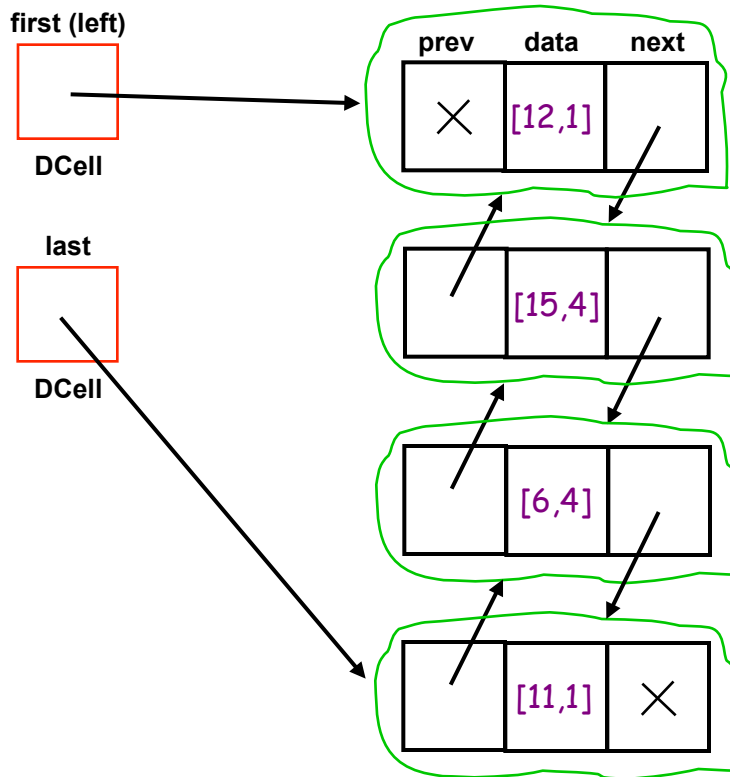 first (left)
DCell
last
DCell
prev data next
[12,1]
[15,4]
[6,4]
[11,1]